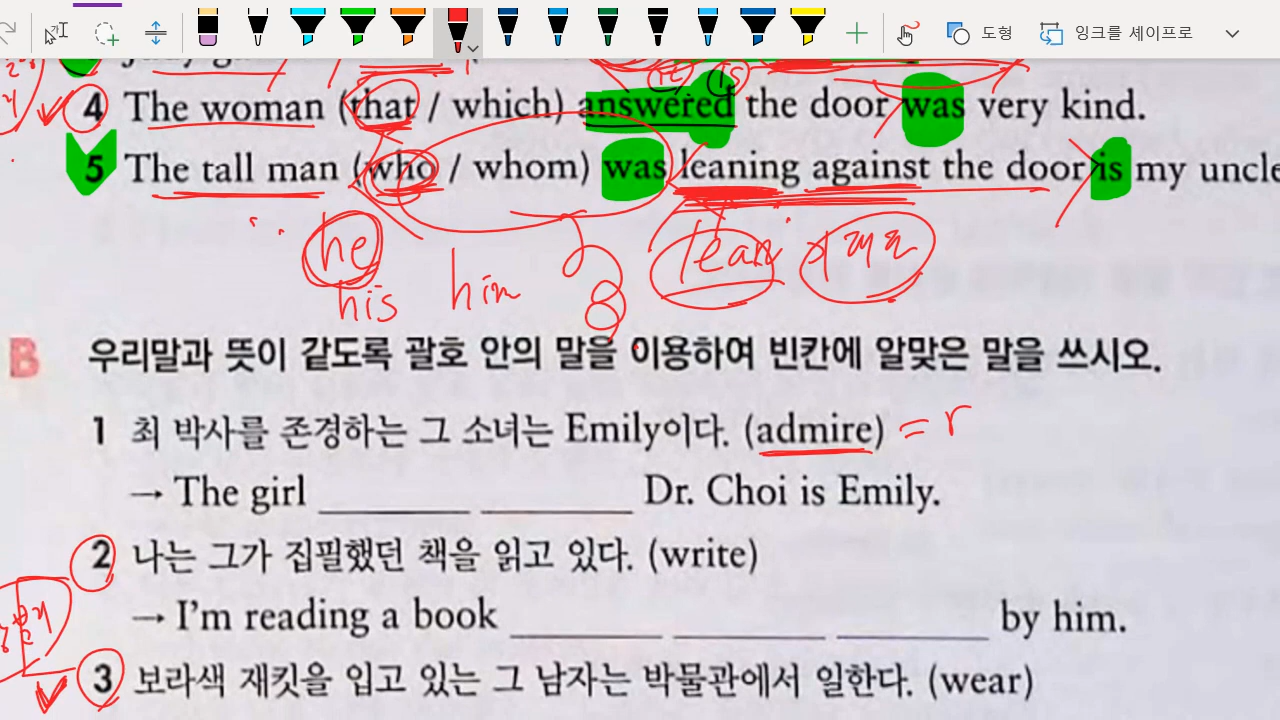 도형 잉크를 셰이프로
4 The woman (that / which) answered the door was very kind.
5 The tall man (who / whom) was leaning against the door is my uncle
he his him lean
B 우리말과 뜻이 같도록 괄호 안의 말을 이용하여 빈칸에 알맞은 말을 쓰시오.
1 최 박사를 존경하는 그 소녀는 Emily이다. (admire) = r
→ The girl ______ ______ Dr. Choi is Emily.
2 나는 그가 집필했던 책을 읽고 있다. (write)
→ I'm reading a book ______ ______ ______ by him.
3 보라색 재킷을 입고 있는 그 남자는 박물관에서 일한다. (wear)